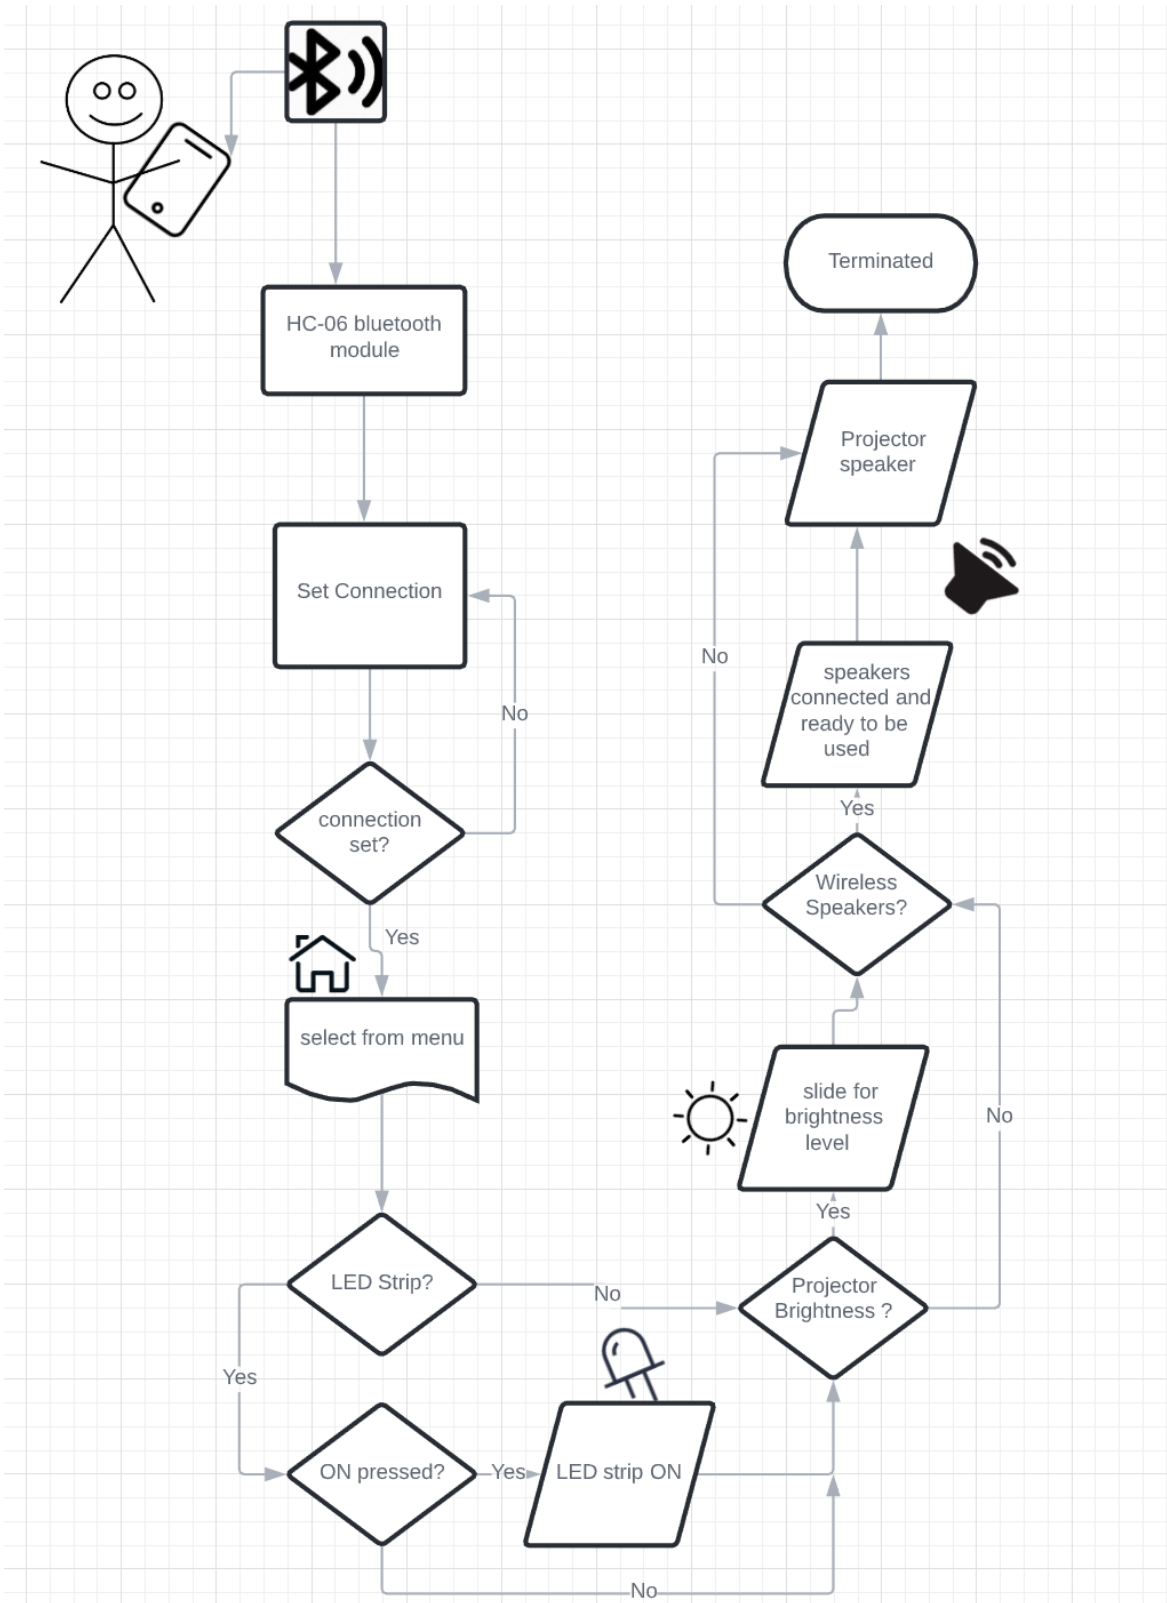 HC-06 bluetooth
module
Set Connection
No
connection
set?
Yes
select from menu
LED Strip?
No
Yes
ON pressed?
Yes
LED strip ON
No
Projector
Brightness ?
Yes
No
slide for
brightness
level
Wireless
Speakers?
Yes
No
speakers
connected and
ready to be
used
Projector
speaker
Terminated